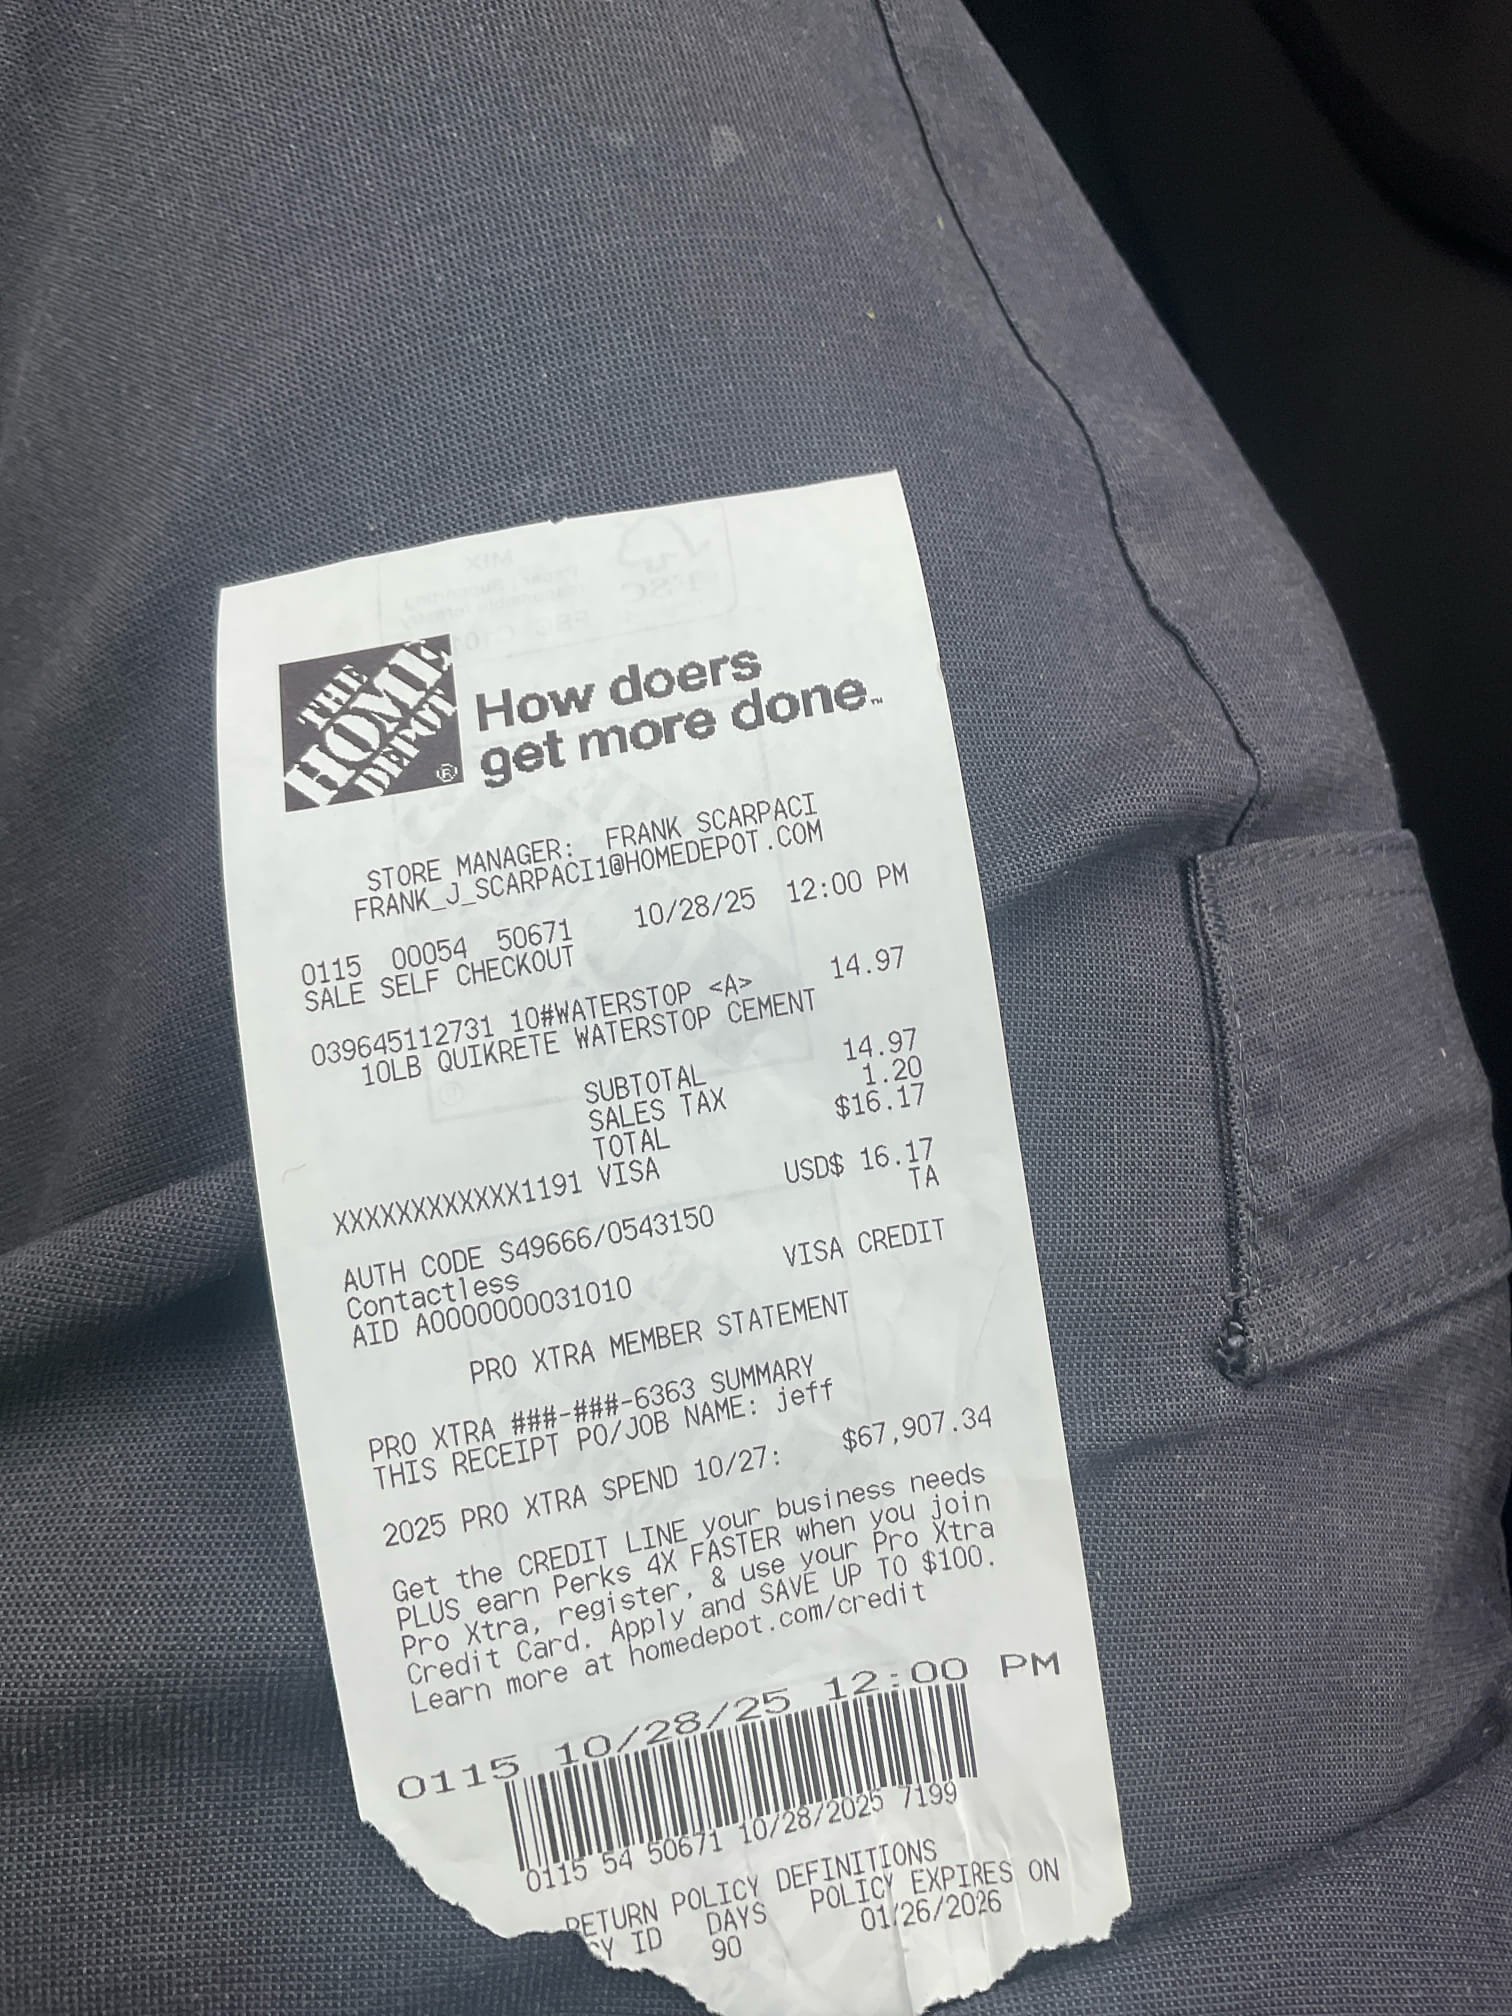 THE
HOME
DEPOT
®
How doers
get more done.™
STORE MANAGER: FRANK SCARPACI
FRANK_J_SCARPACI1@HOMEDEPOT.COM
0115 00054 50671 10/28/25 12:00 PM
SALE SELF CHECKOUT
039645112731 10#WATERSTOP <A> 14.97
10LB QUIKRETE WATERSTOP CEMENT
SUBTOTAL 14.97
SALES TAX 1.20
TOTAL $16.17
XXXXXXXXXXXX1191 VISA
USD$ 16.17
AUTH CODE S49666/0543150 TA
Contactless
AID A0000000031010 VISA CREDIT
PRO XTRA MEMBER STATEMENT
PRO XTRA ###-###-6363 SUMMARY
THIS RECEIPT PO/JOB NAME: jeff
2025 PRO XTRA SPEND 10/27: $67,907.34
Get the CREDIT LINE your business needs
PLUS earn Perks 4X FASTER when you join
Pro Xtra, register, & use your Pro Xtra
Credit Card. Apply and SAVE UP TO $100.
Learn more at homedepot.com/credit
0115 10/28/25 12:00 PM
0115 54 50671 10/28/2025 7199
RETURN POLICY DEFINITIONS
ID DAYS POLICY EXPIRES ON
90 01/26/2026